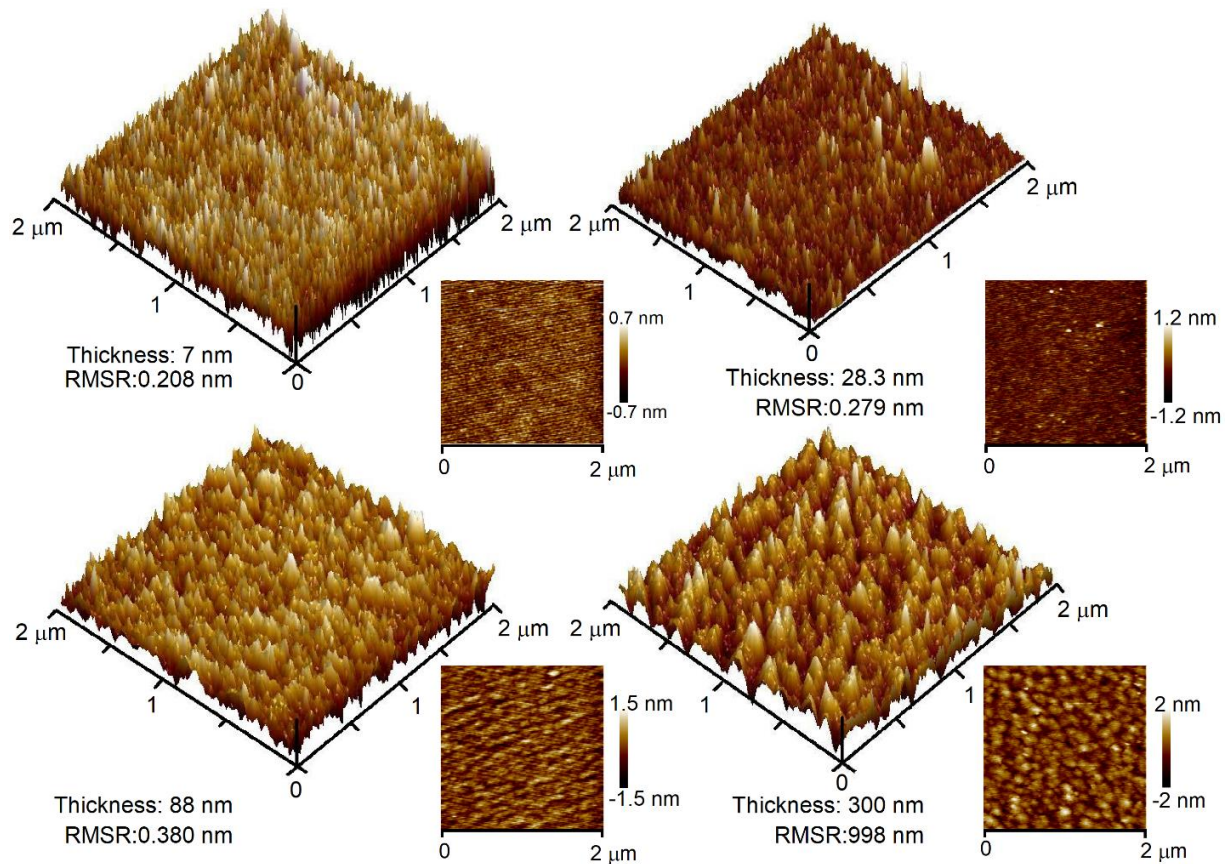 2 μm
1
0
1
2 μm
Thickness: 7 nm
RMSR:0.208 nm
0.7 nm
-0.7 nm
0
2 μm
2 μm
1
0
1
2 μm
Thickness: 28.3 nm
RMSR:0.279 nm
1.2 nm
-1.2 nm
0
2 μm
2 μm
1
0
1
2 μm
Thickness: 88 nm
RMSR:0.380 nm
1.5 nm
-1.5 nm
0
2 μm
2 μm
1
0
1
2 μm
Thickness: 300 nm
RMSR:998 nm
2 nm
-2 nm
0
2 μm